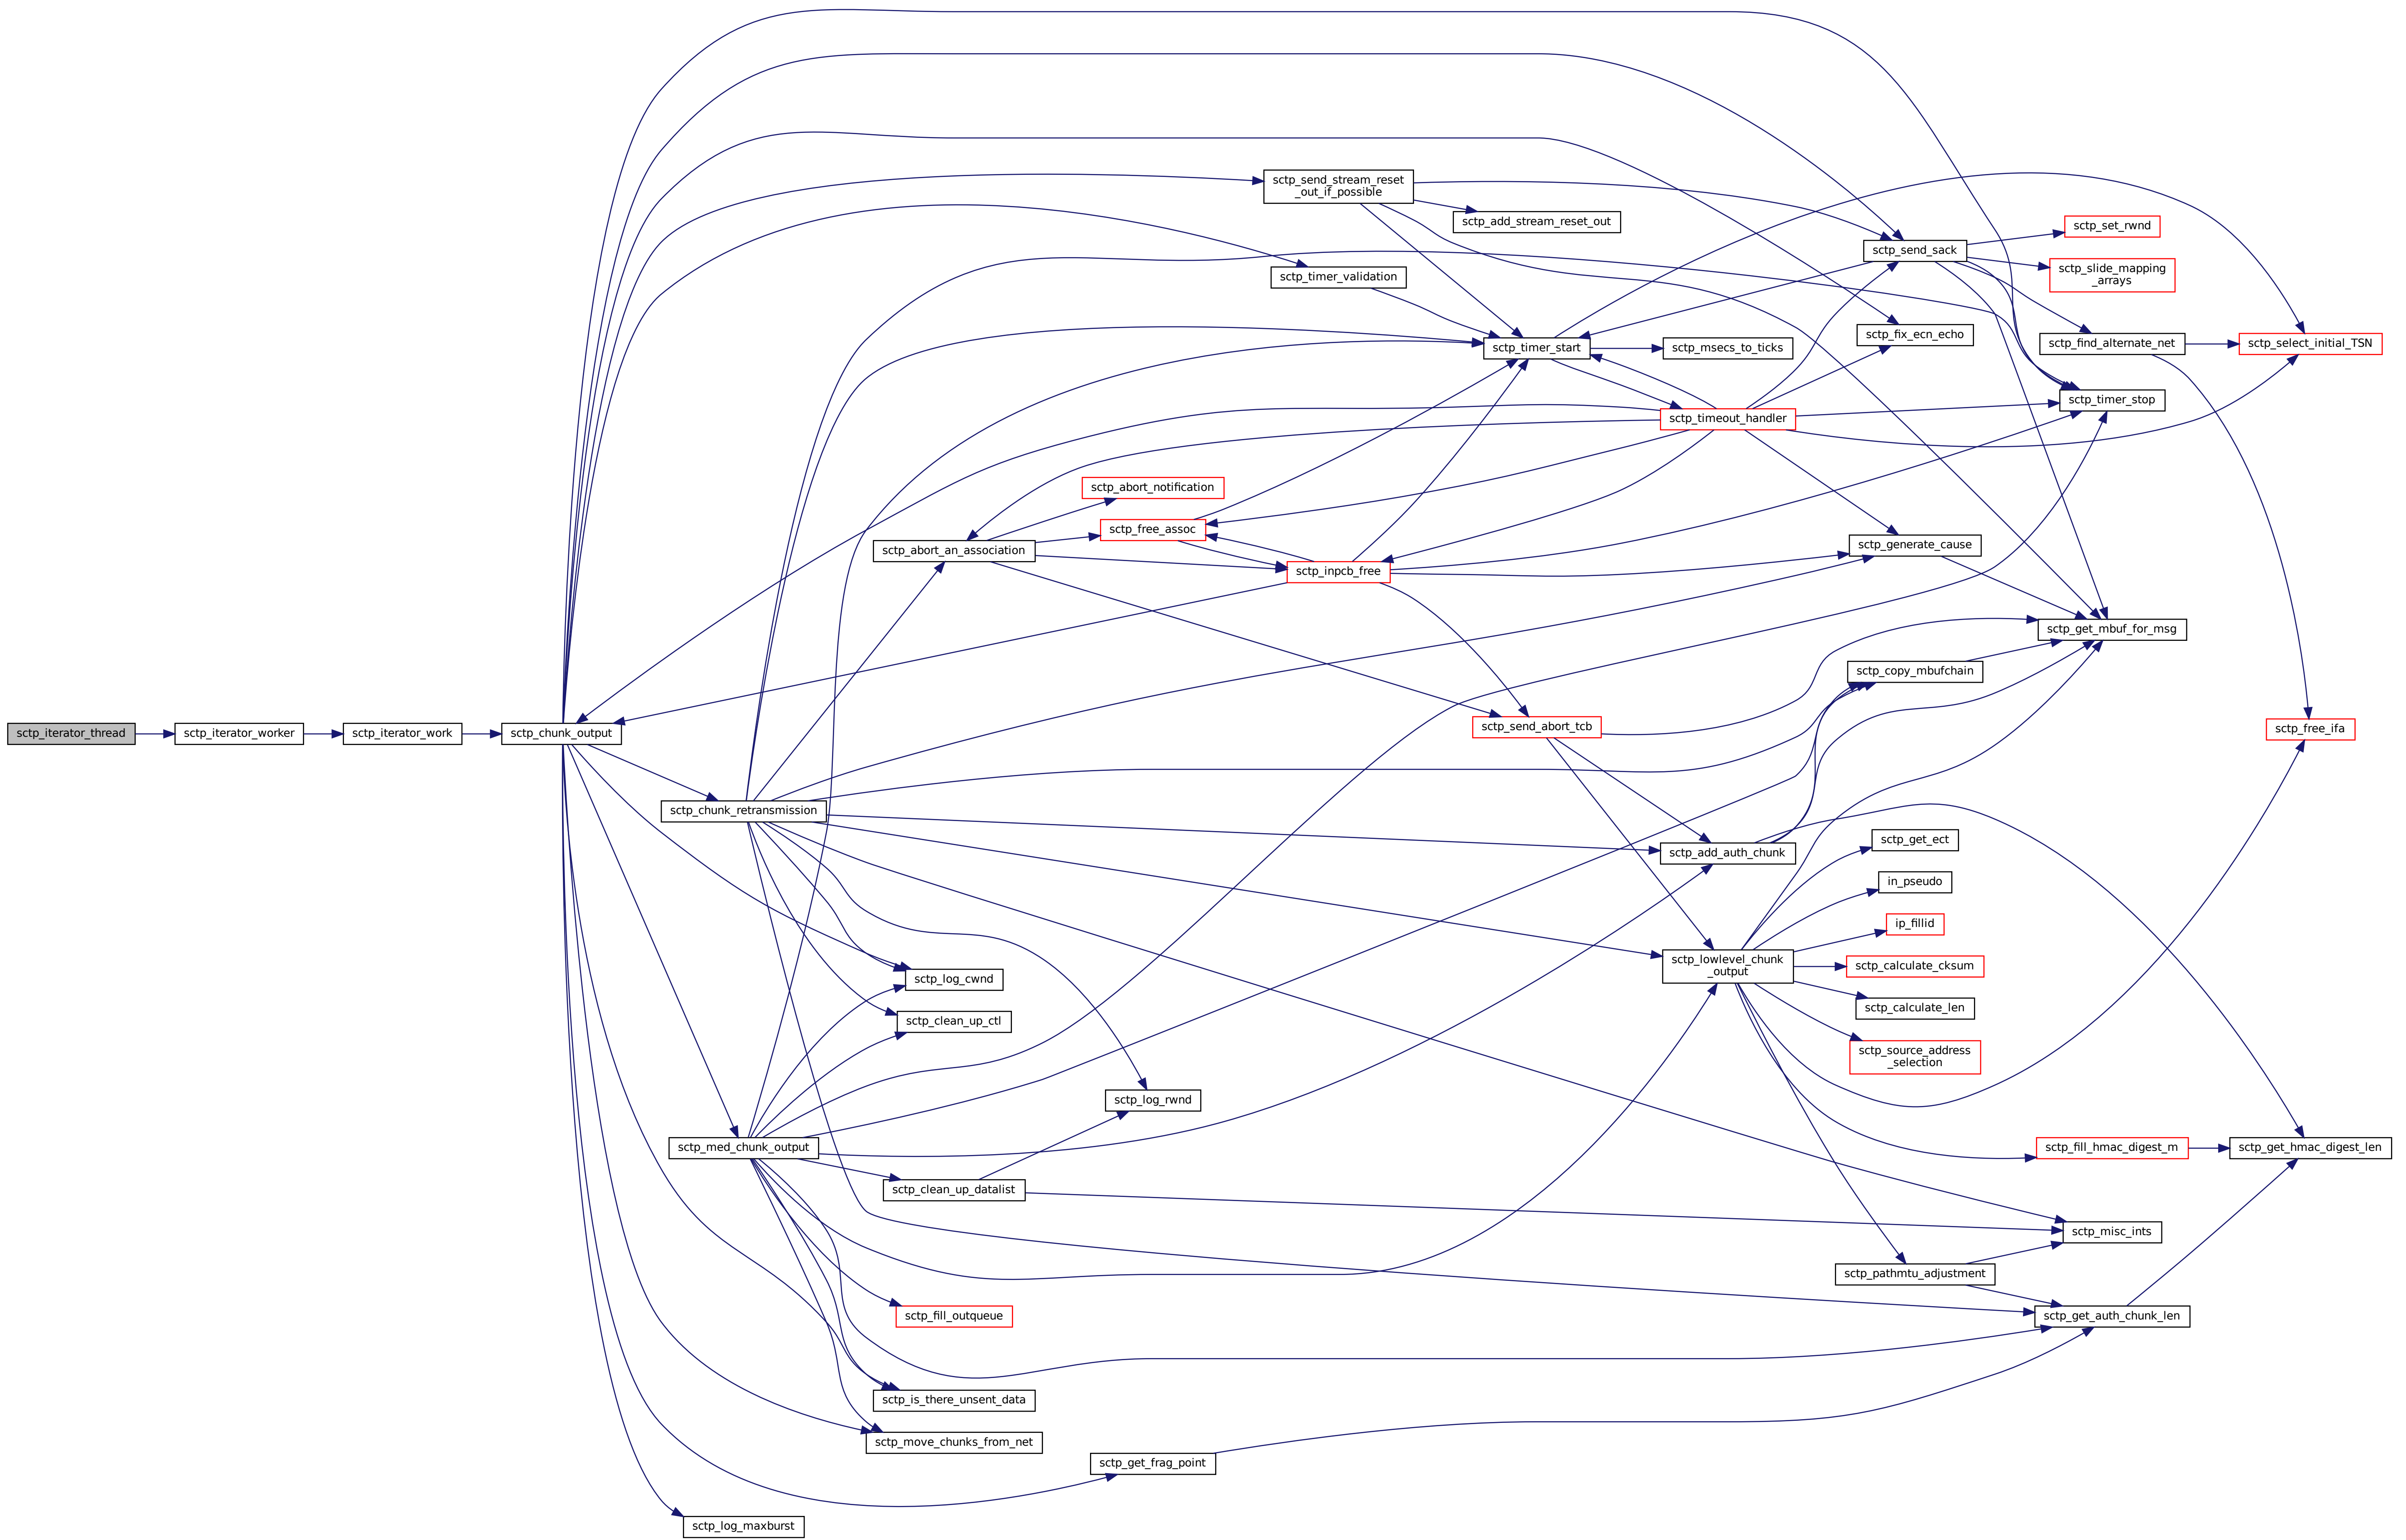 sctp_iterator_thread
sctp_iterator_worker
sctp_iterator_work
sctp_chunk_output
sctp_chunk_retransmission
sctp_med_chunk_output
sctp_log_maxburst
sctp_abort_an_association
sctp_log_cwnd
sctp_clean_up_ctl
sctp_clean_up_datalist
sctp_fill_outqueue
sctp_is_there_unsent_data
sctp_move_chunks_from_net
sctp_abort_notification
sctp_free_assoc
sctp_log_rwnd
sctp_get_frag_point
sctp_send_stream_reset
_out_if_possible
sctp_timer_validation
sctp_inpcb_free
sctp_add_stream_reset_out
sctp_timer_start
sctp_send_abort_tcb
sctp_msecs_to_ticks
sctp_timeout_handler
sctp_add_auth_chunk
sctp_lowlevel_chunk
_output
sctp_send_sack
sctp_fix_ecn_echo
sctp_generate_cause
sctp_copy_mbufchain
sctp_get_ect
in_pseudo
ip_fillid
sctp_calculate_cksum
sctp_calculate_len
sctp_source_address
_selection
sctp_pathmtu_adjustment
sctp_set_rwnd
sctp_slide_mapping
_arrays
sctp_find_alternate_net
sctp_timer_stop
sctp_get_mbuf_for_msg
sctp_fill_hmac_digest_m
sctp_misc_ints
sctp_get_auth_chunk_len
sctp_select_initial_TSN
sctp_free_ifa
sctp_get_hmac_digest_len